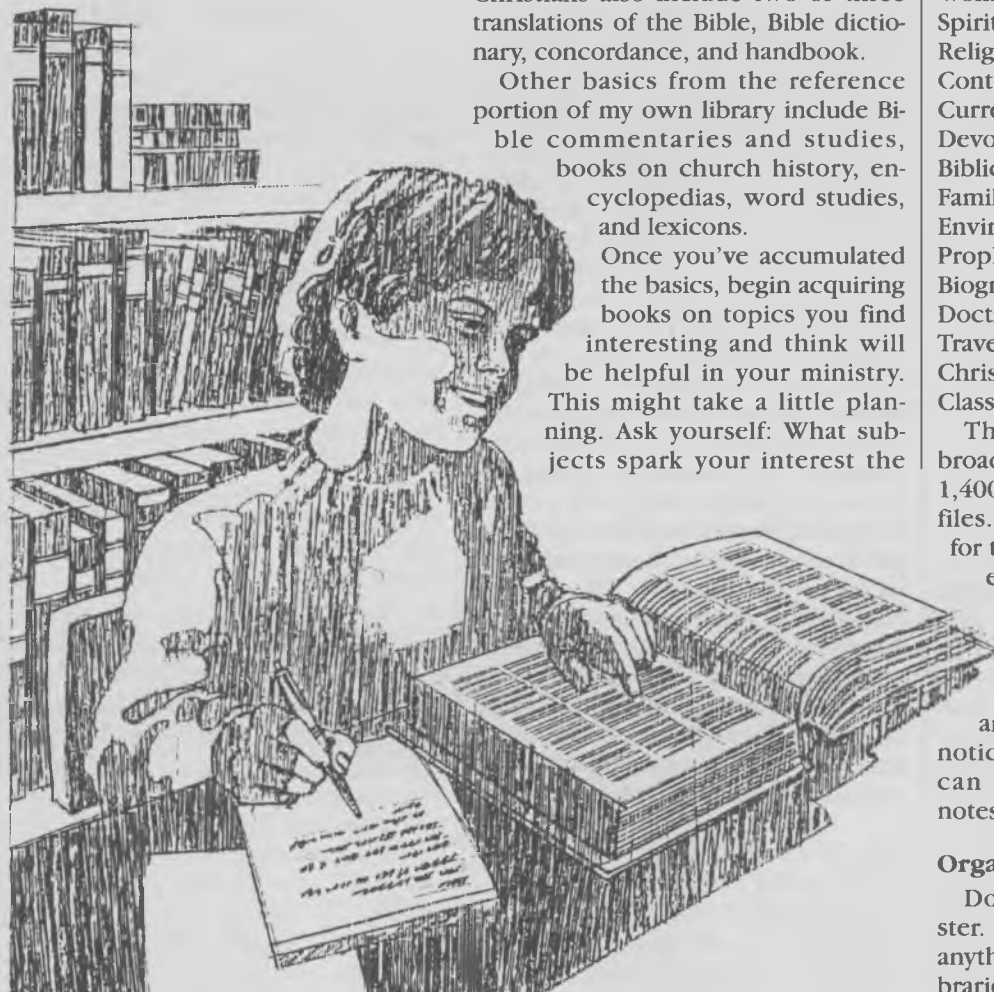 translations of the Bible, Bible dictio-
nary, concordance, and handbook.
Other basics from the reference
portion of my own library include Bi-
ble commentaries and studies,
books on church history, en-
cyclopedias, word studies,
and lexicons.
Once you've accumulated
the basics, begin acquiring
books on topics you find
interesting and think will
be helpful in your ministry.
This might take a little plan-
ning. Ask yourself: What sub-
jects spark your interest the
Spirit
Relig
Cont
Curre
Devo
Biblic
Famil
Envir
Proph
Biogr
Doct
Trave
Chris
Class
Th
broad
1,400
files.
for t
e
ar
notic
can
notes
Orga
Do
ster.
anyth
brarie